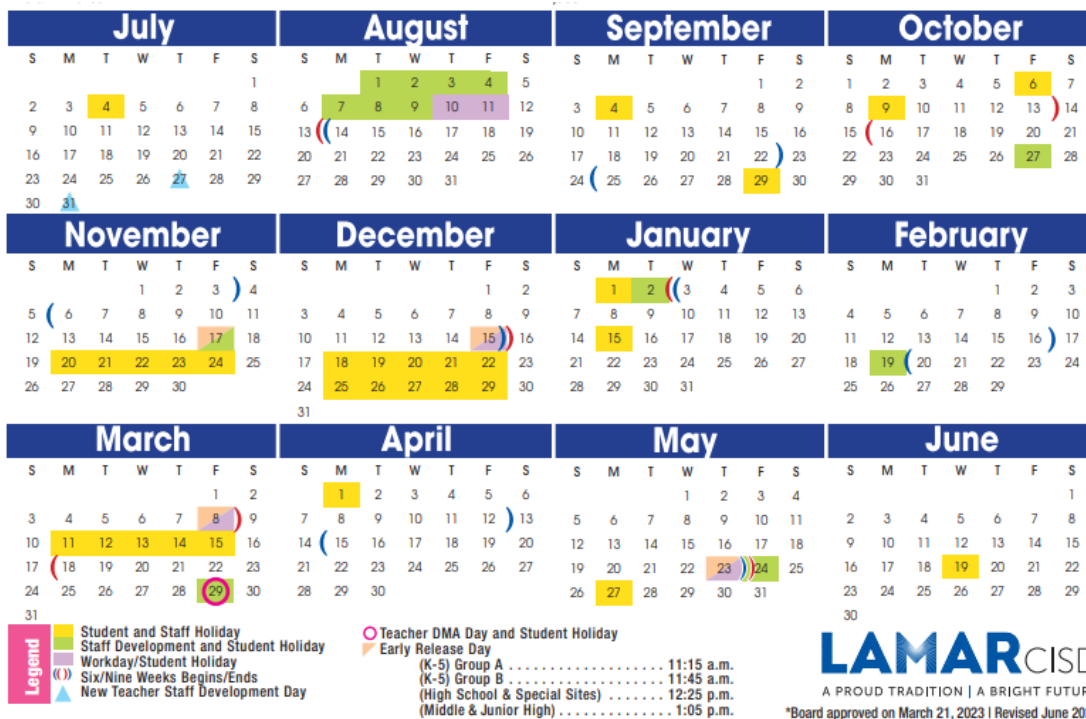 July August September October
S M T W T F S S M T W T F S S M T W T F S S M T W T F S
1 1 2 3 4 5 1 2 1 2 3 4 5 6 7
2 3 4 5 6 7 8 6 7 8 9 10 11 12 3 4 5 6 7 8 9 8 9 10 11 12 13 14
9 10 11 12 13 14 15 13 14 15 16 17 18 19 10 11 12 13 14 15 16 15 16 17 18 19 20 21
16 17 18 19 20 21 22 20 21 22 23 24 25 26 17 18 19 20 21 22 23 22 23 24 25 26 27 28
23 24 25 26 27 28 29 27 28 29 30 31 24 25 26 27 28 29 30 29 30 31
30 31
November December January February
S M T W T F S S M T W T F S S M T W T F S S M T W T F S
1 2 3 4 1 2 1 2 3 4 5 6 1 2 3
5 6 7 8 9 10 11 3 4 5 6 7 8 9 7 8 9 10 11 12 13 4 5 6 7 8 9 10
12 13 14 15 16 17 18 10 11 12 13 14 15 16 14 15 16 17 18 19 20 11 12 13 14 15 16 17
19 20 21 22 23 24 25 17 18 19 20 21 22 23 21 22 23 24 25 26 27 18 19 20 21 22 23 24
26 27 28 29 30 24 25 26 27 28 29 30 28 29 30 31 25 26 27 28 29
31
March April May June
S M T W T F S S M T W T F S S M T W T F S S M T W T F S
1 2 1 2 3 4 5 6 1 2 3 4 1
3 4 5 6 7 8 9 7 8 9 10 11 12 13 5 6 7 8 9 10 11 2 3 4 5 6 7 8
10 11 12 13 14 15 16 14 15 16 17 18 19 20 12 13 14 15 16 17 18 9 10 11 12 13 14 15
17 18 19 20 21 22 23 21 22 23 24 25 26 27 19 20 21 22 23 24 25 16 17 18 19 20 21 22
24 25 26 27 28 29 30 28 29 30 26 27 28 29 30 31 23 24 25 26 27 28 29
31 30
Legend
Student and Staff Holiday
Staff Development and Student Holiday
Workday/Student Holiday
Six/Nine Weeks Begins/Ends
New Teacher Staff Development Day
Teacher DMA Day and Student Holiday
Early Release Day
(K-5) Group A . . . . . . . . . . . . . . . . . . . 11:15 a.m.
(K-5) Group B . . . . . . . . . . . . . . . . . . . 11:45 a.m.
(High School & Special Sites) . . . . . . . 12:25 p.m.
(Middle & Junior High) . . . . . . . . . . . . . 1:05 p.m.
LAMAR CISD
A PROUD TRADITION | A BRIGHT FUTUR
*Board approved on March 21, 2023 | Revised June 20